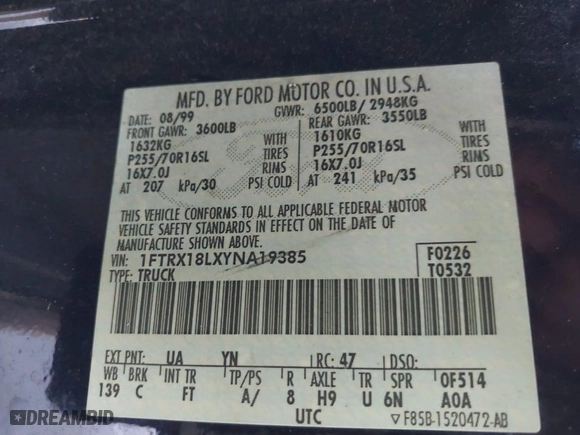 MFD. BY FORD MOTOR CO. IN U.S.A.
DATE: 08/99 GVWR: 6500LB/ 2948KG
FRONT GAWR: 3600LB REAR GAWR: 3550LB
1632KG WITH 1610KG WITH
P255/70R16SL TIRES P255/70R16SL TIRES
16X7.0J RIMS 16X7.0J RIMS
AT 207 kPa/30 PSI COLD AT 241 kPa/35 PSI COLD
THIS VEHICLE CONFORMS TO ALL APPLICABLE FEDERAL MOTOR
VEHICLE SAFETY STANDARDS IN EFFECT ON THE DATE OF
MANUFACTURE SHOWN ABOVE.
VIN: 1FTRX18LXYNA19385 F0226
TYPE: TRUCK T0532
EXT PNT: UA YN RC: 47 DSO:
WB BRK INT TR TP/PS R AXLE TR SPR 0F514
139 C FT A/ 8 H9 U 6N A0A
UTC ▽F85B-1520472-AB
© DREAMBID